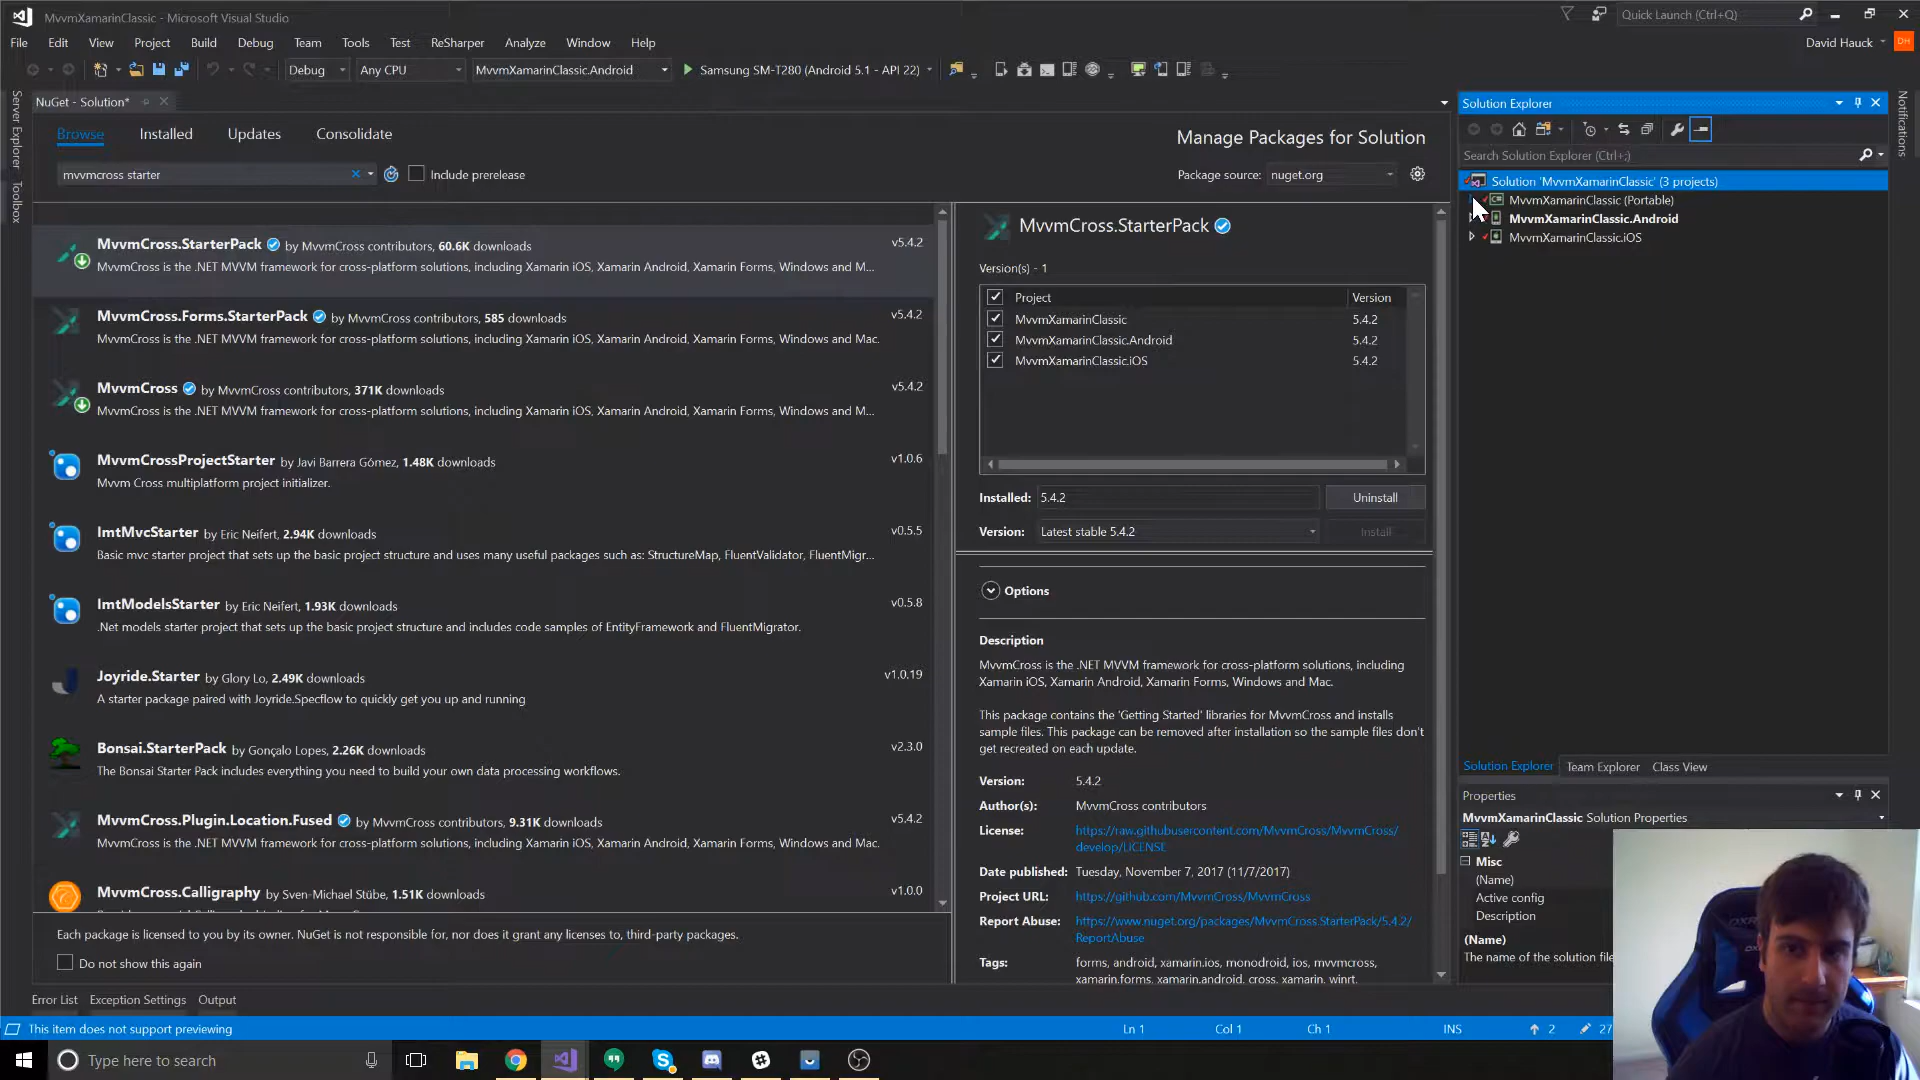 MvvmXamarinClassic - Microsoft Visual Studio
Quick Launch (Ctrl+Q)
File Edit View Project Build Debug Team Tools Test ReSharper Analyze Window Help
David Hauck DH
Debug Any CPU MvvmXamarinClassic.Android Samsung SM-T280 (Android 5.1 - API 22)
Server Explorer
Toolbox
Notifications
NuGet - Solution*
Browse Installed Updates Consolidate
Manage Packages for Solution
mvvmcross starter
Include prerelease
Package source: nuget.org
MvvmCross.StarterPack by MvvmCross contributors, 60.6K downloads v5.4.2
MvvmCross is the .NET MVVM framework for cross-platform solutions, including Xamarin iOS, Xamarin Android, Xamarin Forms, Windows and M...
MvvmCross.Forms.StarterPack by MvvmCross contributors, 585 downloads v5.4.2
MvvmCross is the .NET MVVM framework for cross-platform solutions, including Xamarin iOS, Xamarin Android, Xamarin Forms, Windows and Mac.
MvvmCross by MvvmCross contributors, 371K downloads v5.4.2
MvvmCross is the .NET MVVM framework for cross-platform solutions, including Xamarin iOS, Xamarin Android, Xamarin Forms, Windows and M...
MvvmCrossProjectStarter by Javi Barrera Gómez, 1.48K downloads v1.0.6
Mvvm Cross multiplatform project initializer.
ImtMvcStarter by Eric Neifert, 2.94K downloads v0.5.5
Basic mvc starter project that sets up the basic project structure and uses many useful packages such as: StructureMap, FluentValidator, FluentMigr...
ImtModelsStarter by Eric Neifert, 1.93K downloads v0.5.8
.Net models starter project that sets up the basic project structure and includes code samples of EntityFramework and FluentMigrator.
Joyride.Starter by Glory Lo, 2.49K downloads v1.0.19
A starter package paired with Joyride.Specflow to quickly get you up and running
Bonsai.StarterPack by Gonçalo Lopes, 2.26K downloads v2.3.0
The Bonsai Starter Pack includes everything you need to build your own data processing workflows.
MvvmCross.Plugin.Location.Fused by MvvmCross contributors, 9.31K downloads v5.4.2
MvvmCross is the .NET MVVM framework for cross-platform solutions, including Xamarin iOS, Xamarin Android, Xamarin Forms, Windows and Mac.
MvvmCross.Calligraphy by Sven-Michael Stübe, 1.51K downloads v1.0.0
Each package is licensed to you by its owner. NuGet is not responsible for, nor does it grant any licenses to, third-party packages.
Do not show this again
MvvmCross.StarterPack
Version(s) - 1
Project Version
MvvmXamarinClassic 5.4.2
MvvmXamarinClassic.Android 5.4.2
MvvmXamarinClassic.iOS 5.4.2
Installed: 5.4.2 Uninstall
Version: Latest stable 5.4.2 Install
Options
Description
MvvmCross is the .NET MVVM framework for cross-platform solutions, including
Xamarin iOS, Xamarin Android, Xamarin Forms, Windows and Mac.
This package contains the 'Getting Started' libraries for MvvmCross and installs
sample files. This package can be removed after installation so the sample files don't
get recreated on each update.
Version: 5.4.2
Author(s): MvvmCross contributors
License: https://raw.githubusercontent.com/MvvmCross/MvvmCross/
develop/LICENSE
Date published: Tuesday, November 7, 2017 (11/7/2017)
Project URL: https://github.com/MvvmCross/MvvmCross
Report Abuse: https://www.nuget.org/packages/MvvmCross.StarterPack/5.4.2/
ReportAbuse
Tags: forms, android, xamarin.ios, monodroid, ios, mvvmcross,
xamarin.forms, xamarin.android, cross, xamarin, winrt,
Solution Explorer
Search Solution Explorer (Ctrl+;)
Solution 'MvvmXamarinClassic' (3 projects)
MvvmXamarinClassic (Portable)
MvvmXamarinClassic.Android
MvvmXamarinClassic.iOS
Solution Explorer Team Explorer Class View
Properties
MvvmXamarinClassic Solution Properties
Misc
(Name)
Active config
Description
(Name)
The name of the solution file
Error List Exception Settings Output
This item does not support previewing Ln 1 Col 1 Ch 1 INS 2 27
Type here to search